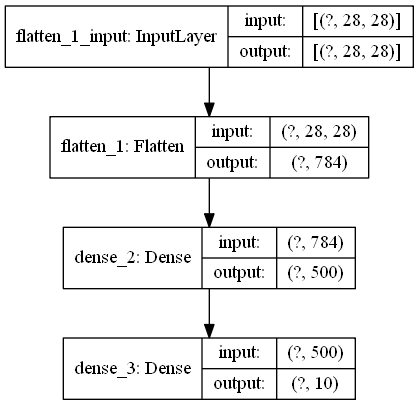 flatten_1_input: InputLayer
input: [(?, 28, 28)]
output: [(?, 28, 28)]
flatten_1: Flatten
input: (?, 28, 28)
output: (?, 784)
dense_2: Dense
input: (?, 784)
output: (?, 500)
dense_3: Dense
input: (?, 500)
output: (?, 10)